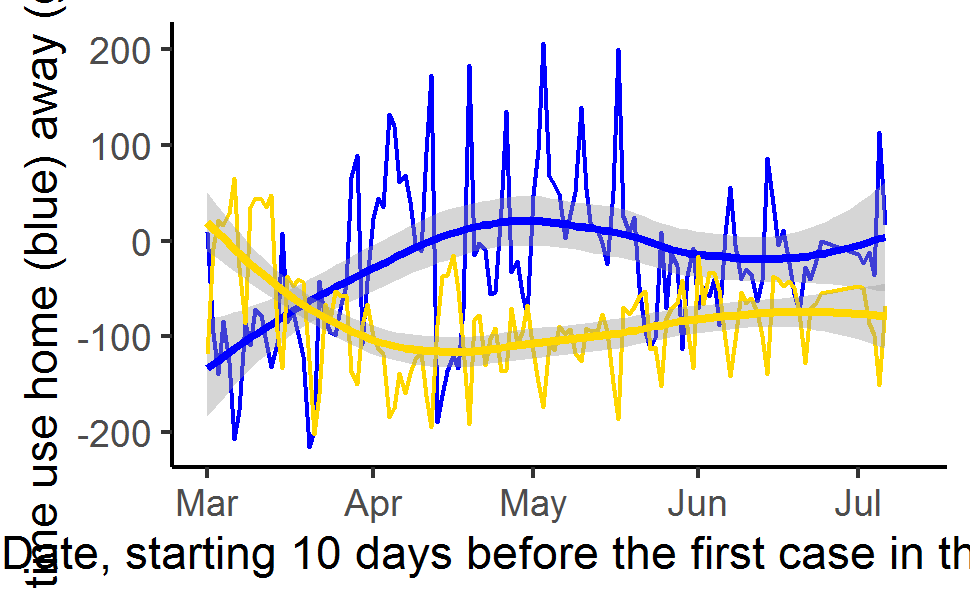 time use home (blue) away (g
200
100
0
-100
-200
Mar Apr May Jun Jul
Date, starting 10 days before the first case in th